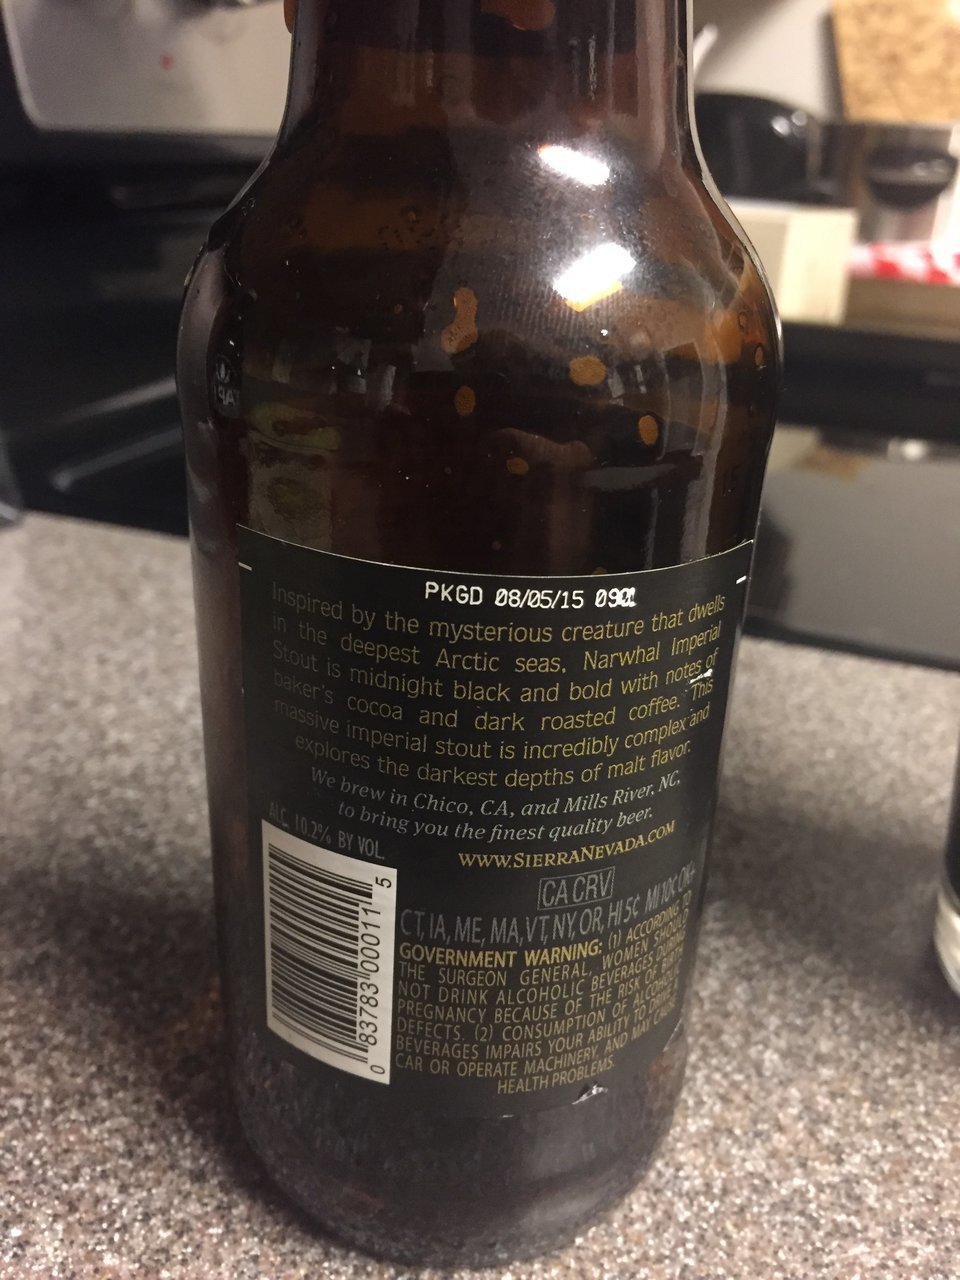 PKGD 08/05/15 0901
Inspired by the mysterious creature that dwells
in the deepest Arctic seas, Narwhal Imperial
Stout is midnight black and bold with notes of
baker's cocoa and dark roasted coffee. This
massive imperial stout is incredibly complex and
explores the darkest depths of malt flavor.
We brew in Chico, CA, and Mills River, NC,
to bring you the finest quality beer.
ALC. 10.2% BY VOL.
www.SierraNevada.com
CA CRV
CT, IA, ME, MA, VT, NY, OR, HI 5¢ MI 10¢ OK+
GOVERNMENT WARNING: (1) ACCORDING TO
THE SURGEON GENERAL, WOMEN SHOULD
NOT DRINK ALCOHOLIC BEVERAGES DURING
PREGNANCY BECAUSE OF THE RISK OF BIRTH
DEFECTS. (2) CONSUMPTION OF ALCOHOLIC
BEVERAGES IMPAIRS YOUR ABILITY TO DRIVE A
CAR OR OPERATE MACHINERY, AND MAY CAUSE
HEALTH PROBLEMS.
0 83783 00011 5